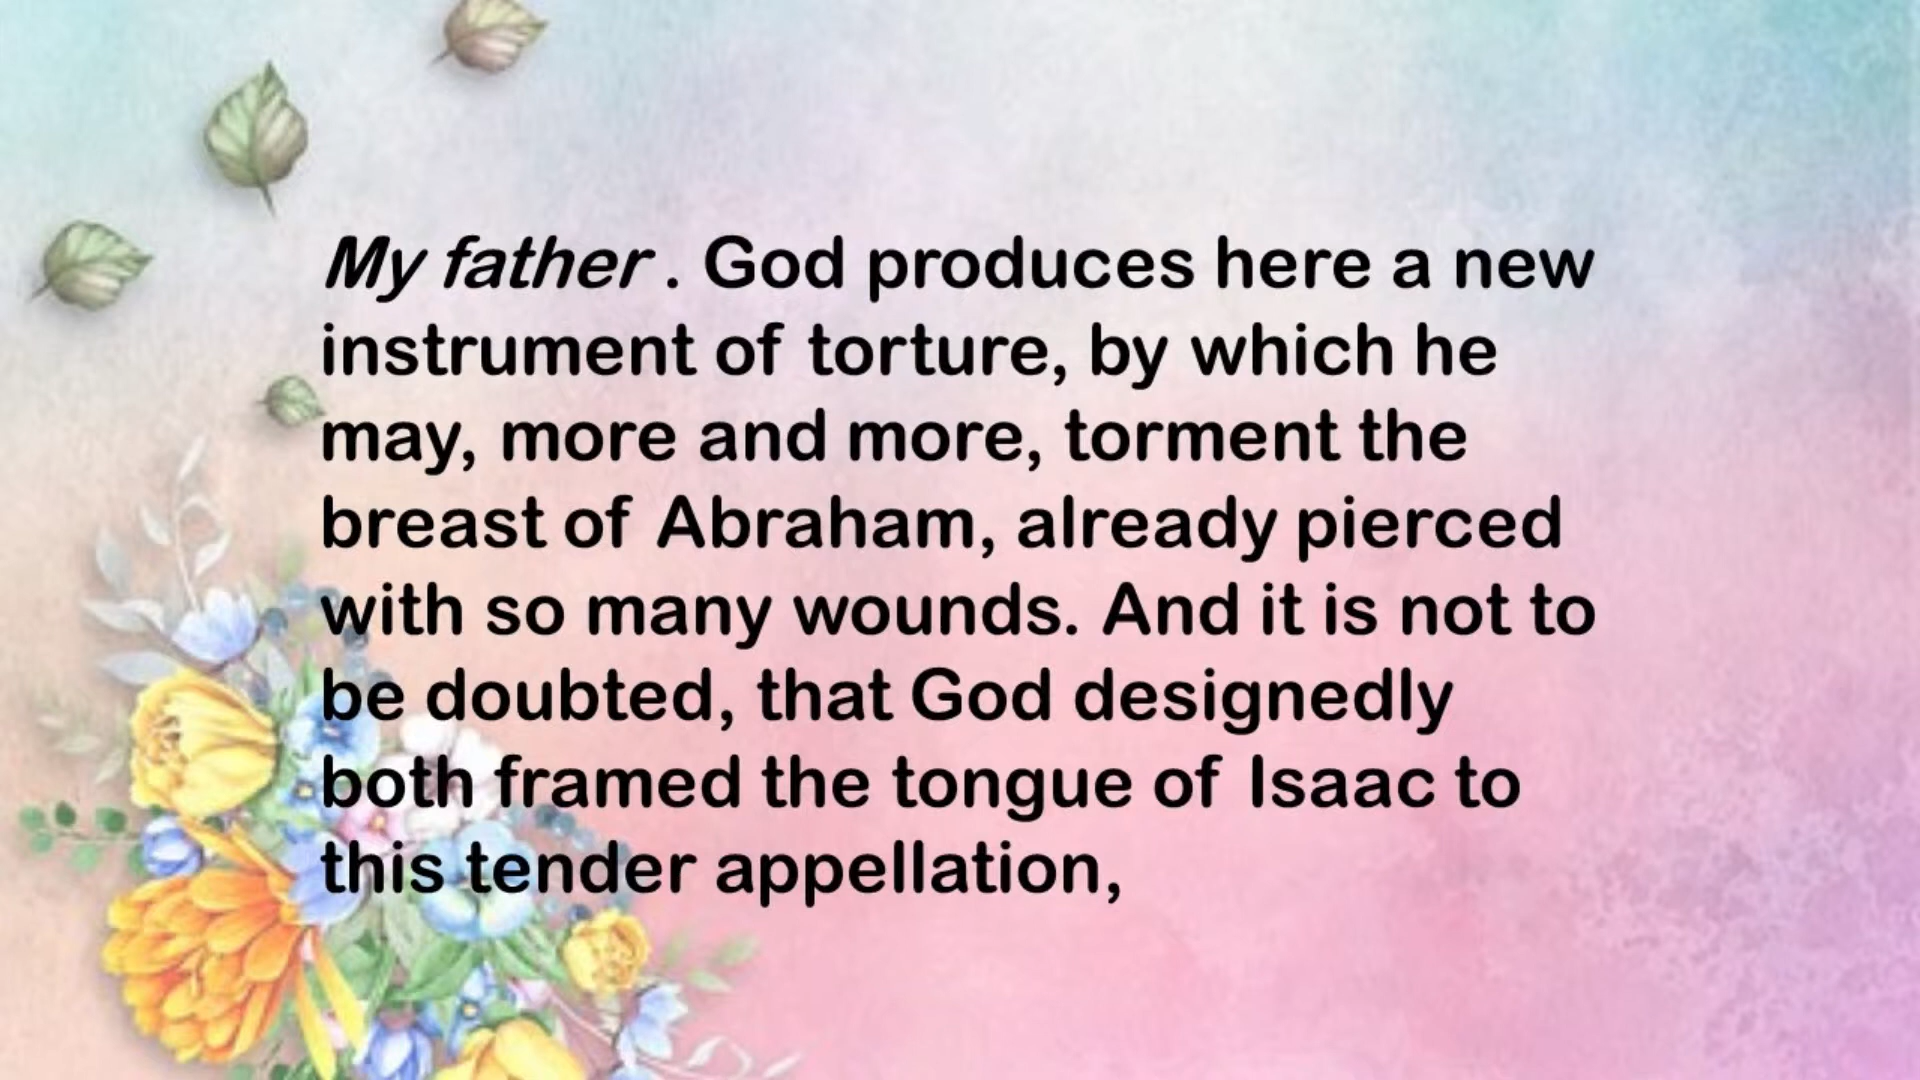 My father . God produces here a new
instrument of torture, by which he
may, more and more, torment the
breast of Abraham, already pierced
with so many wounds. And it is not to
be doubted, that God designedly
both framed the tongue of Isaac to
this tender appellation,